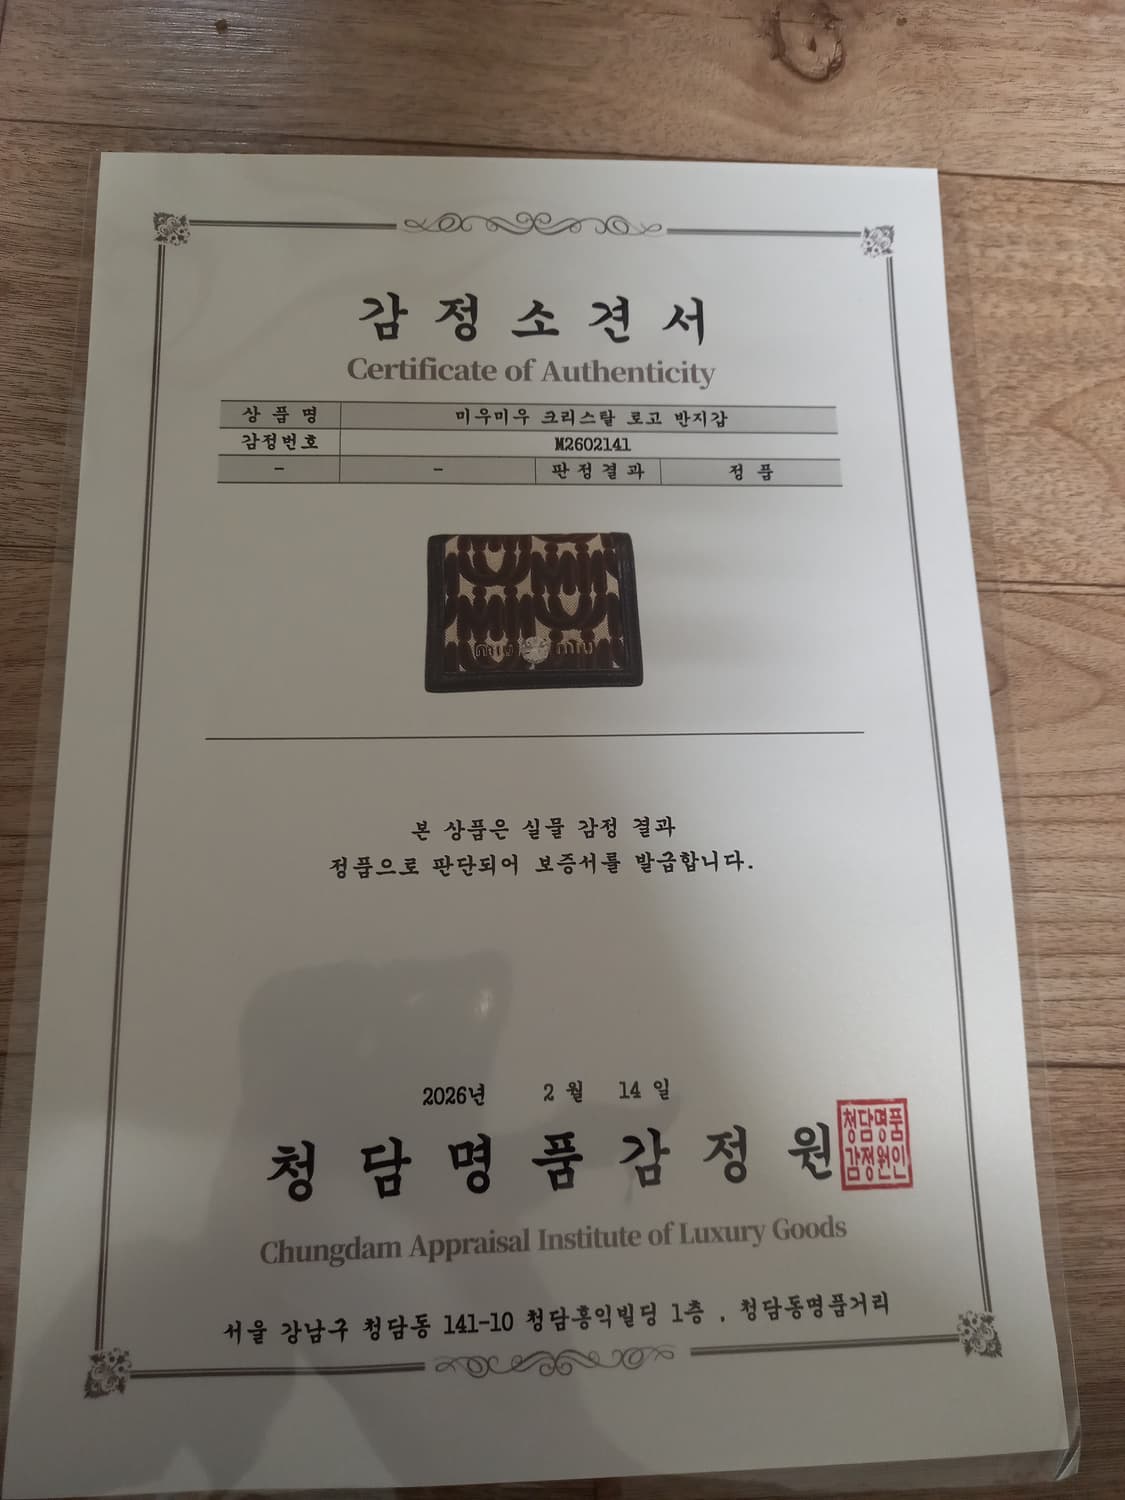 감정소견서
Certificate of Authenticity
상품명 미우미우 크리스탈 로고 반지갑
감정번호 M2602141
- - 판정결과 정품
miu miu
본 상품은 실물 감정 결과
정품으로 판단되어 보증서를 발급합니다.
2026년 2월 14일
청담명품감정원
청담명품
감정원인
Chungdam Appraisal Institute of Luxury Goods
서울 강남구 청담동 141-10 청담홍익빌딩 1층 , 청담동명품거리